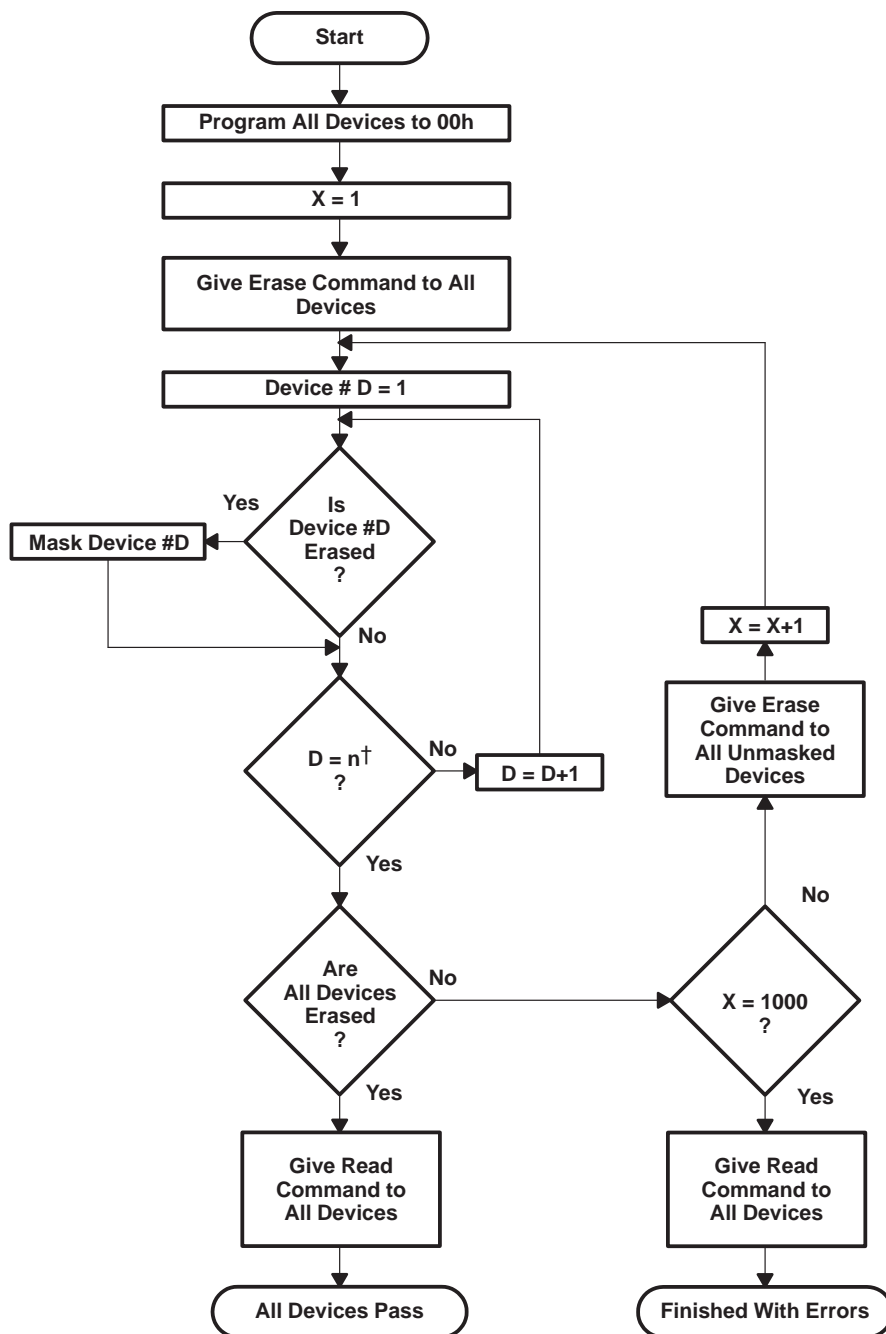 Start
Program All Devices to 00h
X = 1
Give Erase Command to All
Devices
Device # D = 1
Yes
Is
Device #D
Erased
?
Mask Device #D
No
X = X+1
Give Erase
Command to
All Unmasked
Devices
D = n†
?
No
D = D+1
Yes
No
Are
All Devices
Erased
?
No
X = 1000
?
Yes
Yes
Give Read
Command to
All Devices
Give Read
Command to
All Devices
All Devices Pass
Finished With Errors